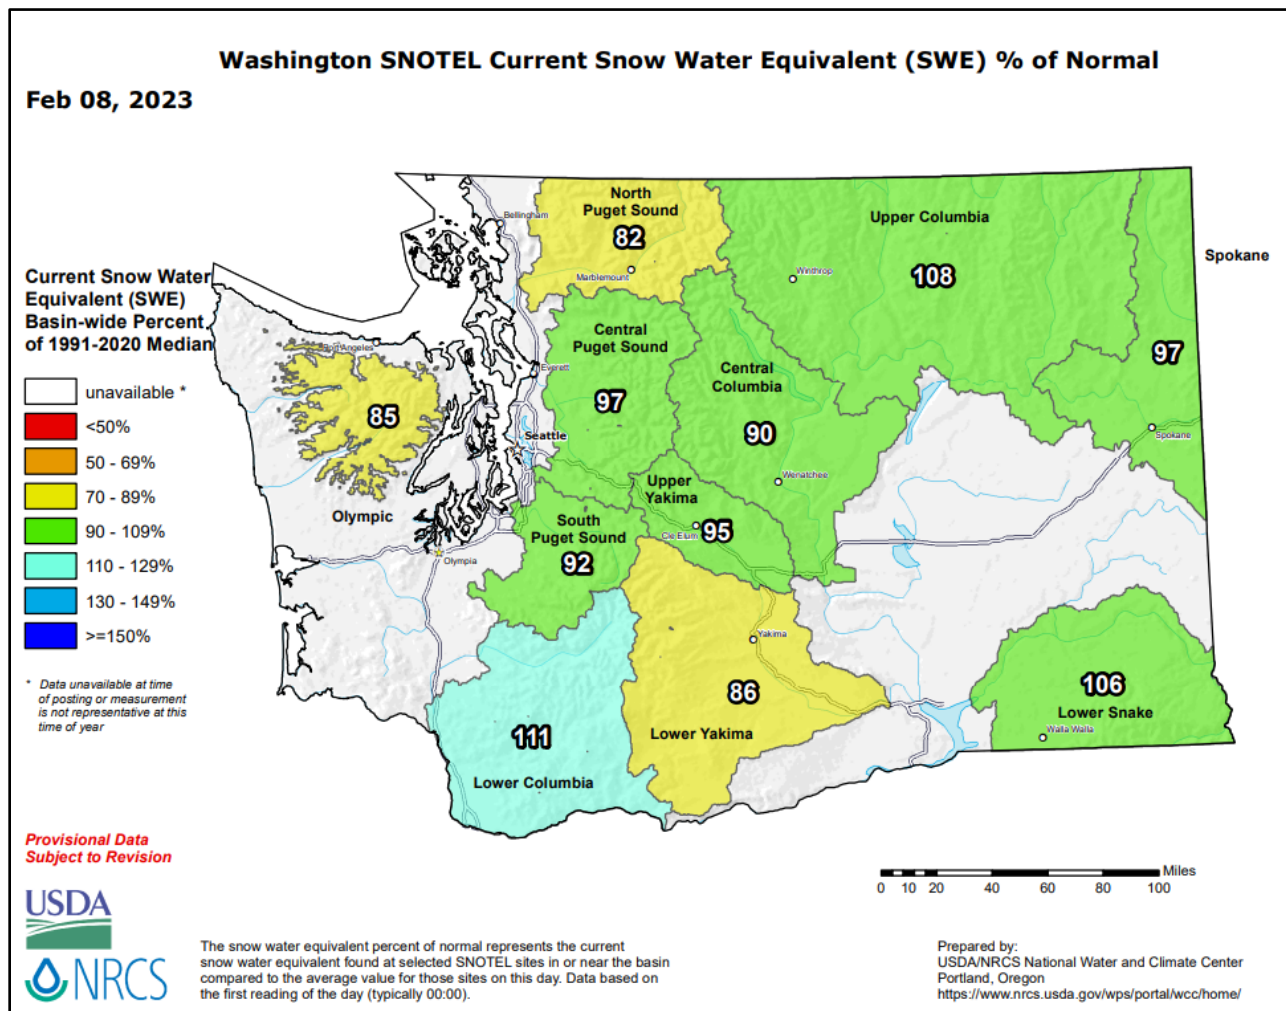 Washington SNOTEL Current Snow Water Equivalent (SWE) % of Normal
Feb 08, 2023
North
Puget Sound
82
Marblemount
Bellingham
Upper Columbia
108
Winthrop
Spokane
97
Spokane
Current Snow Water
Equivalent (SWE)
Basin-wide Percent
of 1991-2020 Median
unavailable *
<50%
50 - 69%
70 - 89%
90 - 109%
110 - 129%
130 - 149%
>=150%
* Data unavailable at time
of posting or measurement
is not representative at this
time of year
Port Angeles
85
Olympic
Central
Puget Sound
97
Everett
Seattle
Central
Columbia
90
Wenatchee
Upper
Yakima
95
Cle Elum
South
Puget Sound
92
Olympia
Yakima
86
Lower Yakima
111
Lower Columbia
106
Lower Snake
Walla Walla
Provisional Data
Subject to Revision
Miles
0 10 20 40 60 80 100
USDA
NRCS
The snow water equivalent percent of normal represents the current
snow water equivalent found at selected SNOTEL sites in or near the basin
compared to the average value for those sites on this day. Data based on
the first reading of the day (typically 00:00).
Prepared by:
USDA/NRCS National Water and Climate Center
Portland, Oregon
https://www.nrcs.usda.gov/wps/portal/wcc/home/